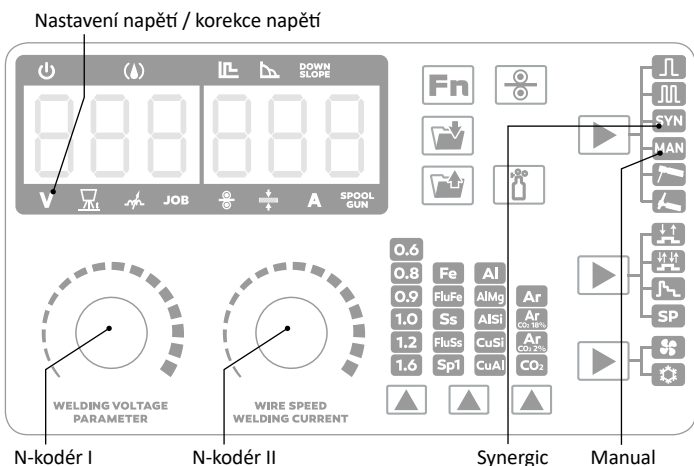 Nastavení napětí / korekce napětí
DOWN
SLOPE
888 888
V JOB A SPOOL
GUN
Fn
SYN
MAN
SP
0.6
0.8 Fe Al
0.9 FluFe AlMg Ar
1.0 Ss AlSi Ar
CO₂ 18%
1.2 FluSs CuSi Ar
CO₂ 2%
1.6 Sp1 CuAl CO₂
WELDING VOLTAGE
PARAMETER
WIRE SPEED
WELDING CURRENT
N-kodér I N-kodér II Synergic Manual